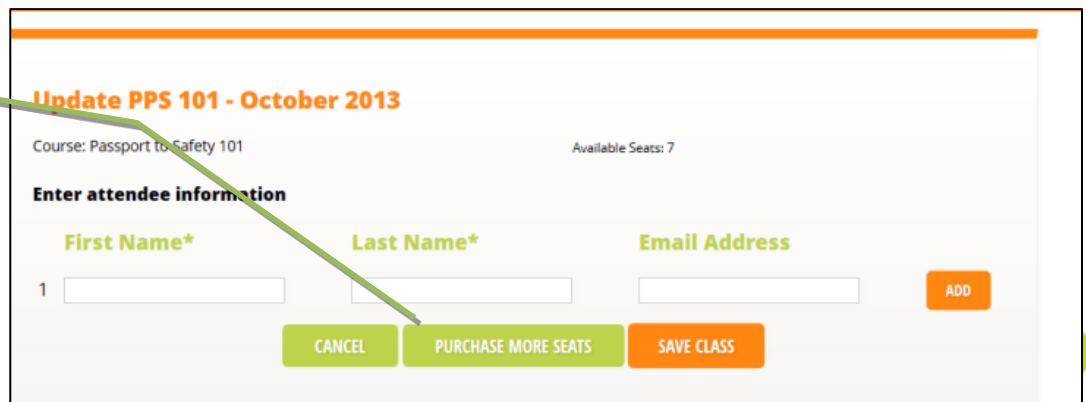 Update PPS 101 - October 2013
Course: Passport to Safety 101 Available Seats: 7
Enter attendee information
First Name* Last Name* Email Address
1 ADD
CANCEL PURCHASE MORE SEATS SAVE CLASS